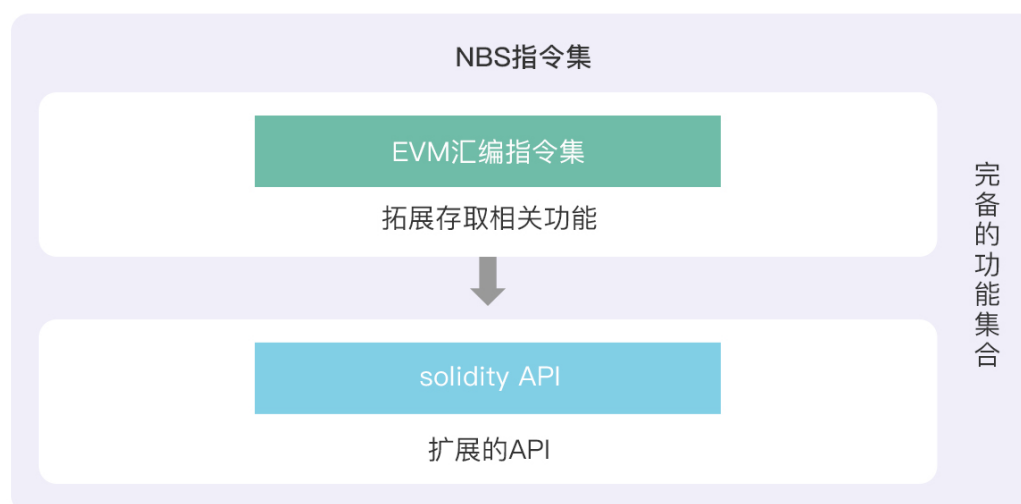 NBS指令集
EVM汇编指令集
拓展存取相关功能
solidity API
扩展的API
完备的功能集合